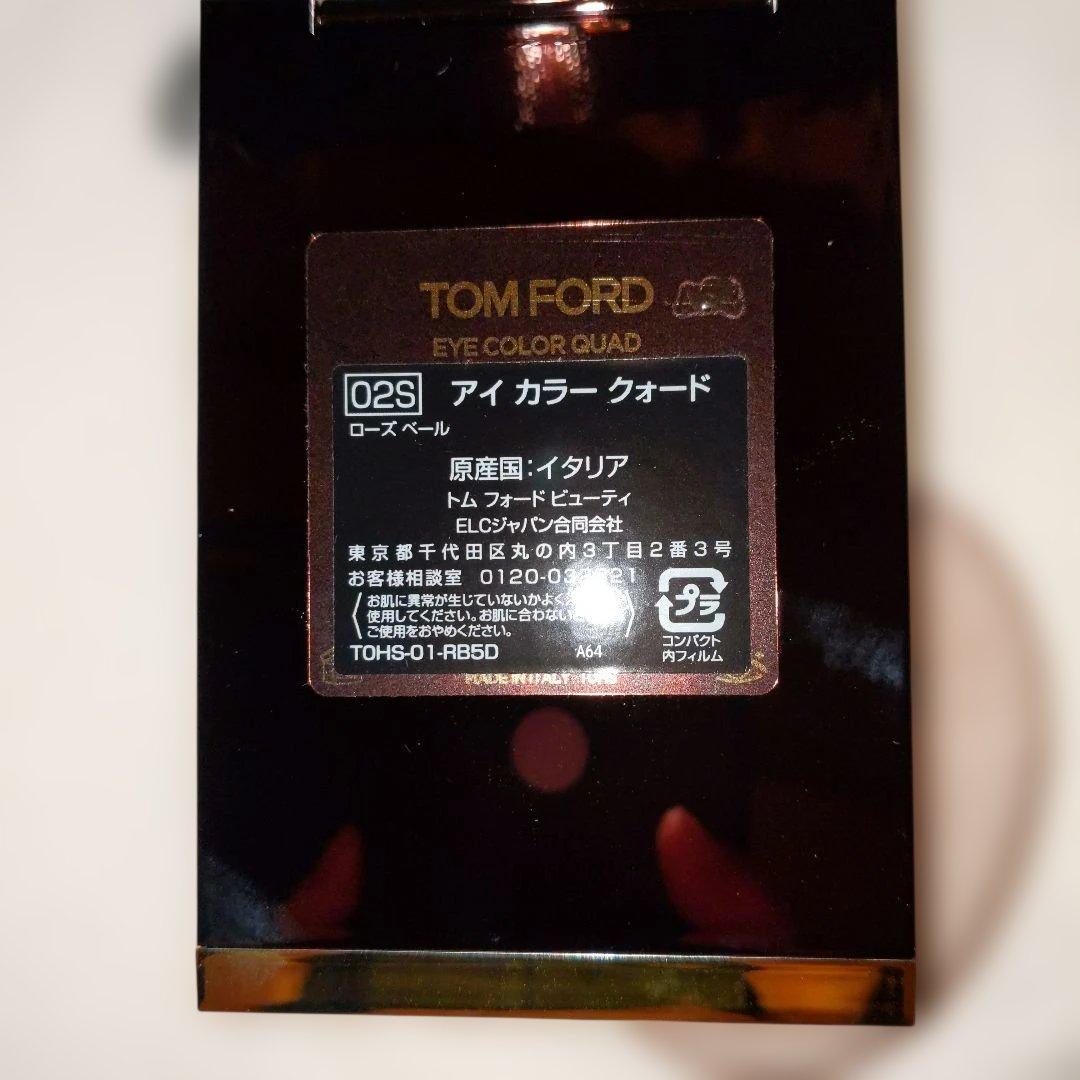 TOM FORD
EYE COLOR QUAD
02S アイ カラー クォード
ローズ ベール
原産国:イタリア
トム フォード ビューティ
ELCジャパン合同会社
東京都千代田区丸の内3丁目2番3号
お客様相談室
お肌に異常が生じていないかよく
使用してください。お肌に合わない
ご使用をおやめください。
プラ
コンパクト
内フィルム
TOHS-01-RB5D A64
MADE IN ITALY